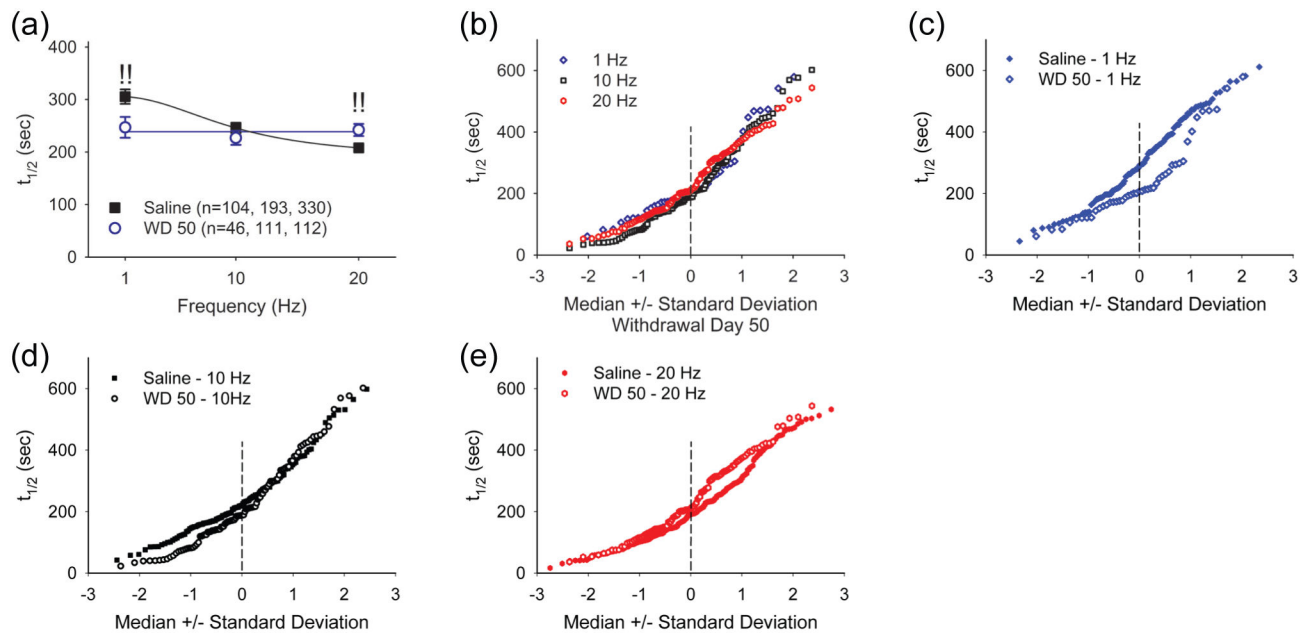 (a)
400
300
200
100
0
t1/2 (sec)
!!
!!
Saline (n=104, 193, 330)
WD 50 (n=46, 111, 112)
1
10
20
Frequency (Hz)
(b)
600
400
200
0
t1/2 (sec)
1 Hz
10 Hz
20 Hz
-3 -2 -1 0 1 2 3
Median +/- Standard Deviation
Withdrawal Day 50
(c)
600
400
200
0
t1/2 (sec)
Saline - 1 Hz
WD 50 - 1 Hz
-3 -2 -1 0 1 2 3
Median +/- Standard Deviation
(d)
600
400
200
0
t1/2 (sec)
Saline - 10 Hz
WD 50 - 10Hz
-3 -2 -1 0 1 2 3
Median +/- Standard Deviation
(e)
600
400
200
0
t1/2 (sec)
Saline - 20 Hz
WD 50 - 20 Hz
-3 -2 -1 0 1 2 3
Median +/- Standard Deviation